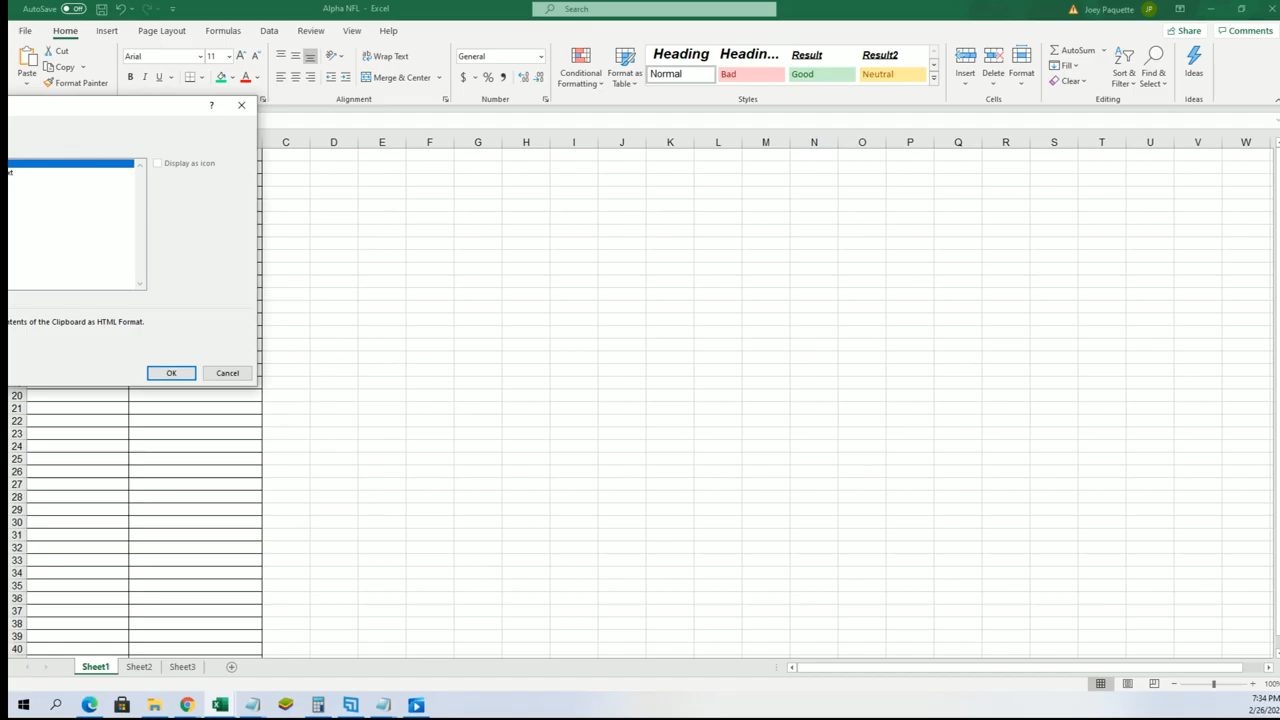 AutoSave Off Alpha NFL - Excel Search Joey Paquette JP
File Home Insert Page Layout Formulas Data Review View Help Share Comments
Paste Cut Copy Format Painter
Arial 11
B I U A
Wrap Text
Merge & Center
Alignment
General
$ % ,
Number
Conditional Formatting
Format as Table
Heading Headin... Result Result2
Normal Bad Good Neutral
Styles
Insert Delete Format
Cells
AutoSum
Fill
Clear
Sort & Filter
Find & Select
Editing
Ideas
Ideas
? ×
Display as icon
ntents of the Clipboard as HTML Format.
OK Cancel
C D E F G H I J K L M N O P Q R S T U V W
20
21
22
23
24
25
26
27
28
29
30
31
32
33
34
35
36
37
38
39
40
Sheet1 Sheet2 Sheet3
100%
7:34 PM
2/26/202